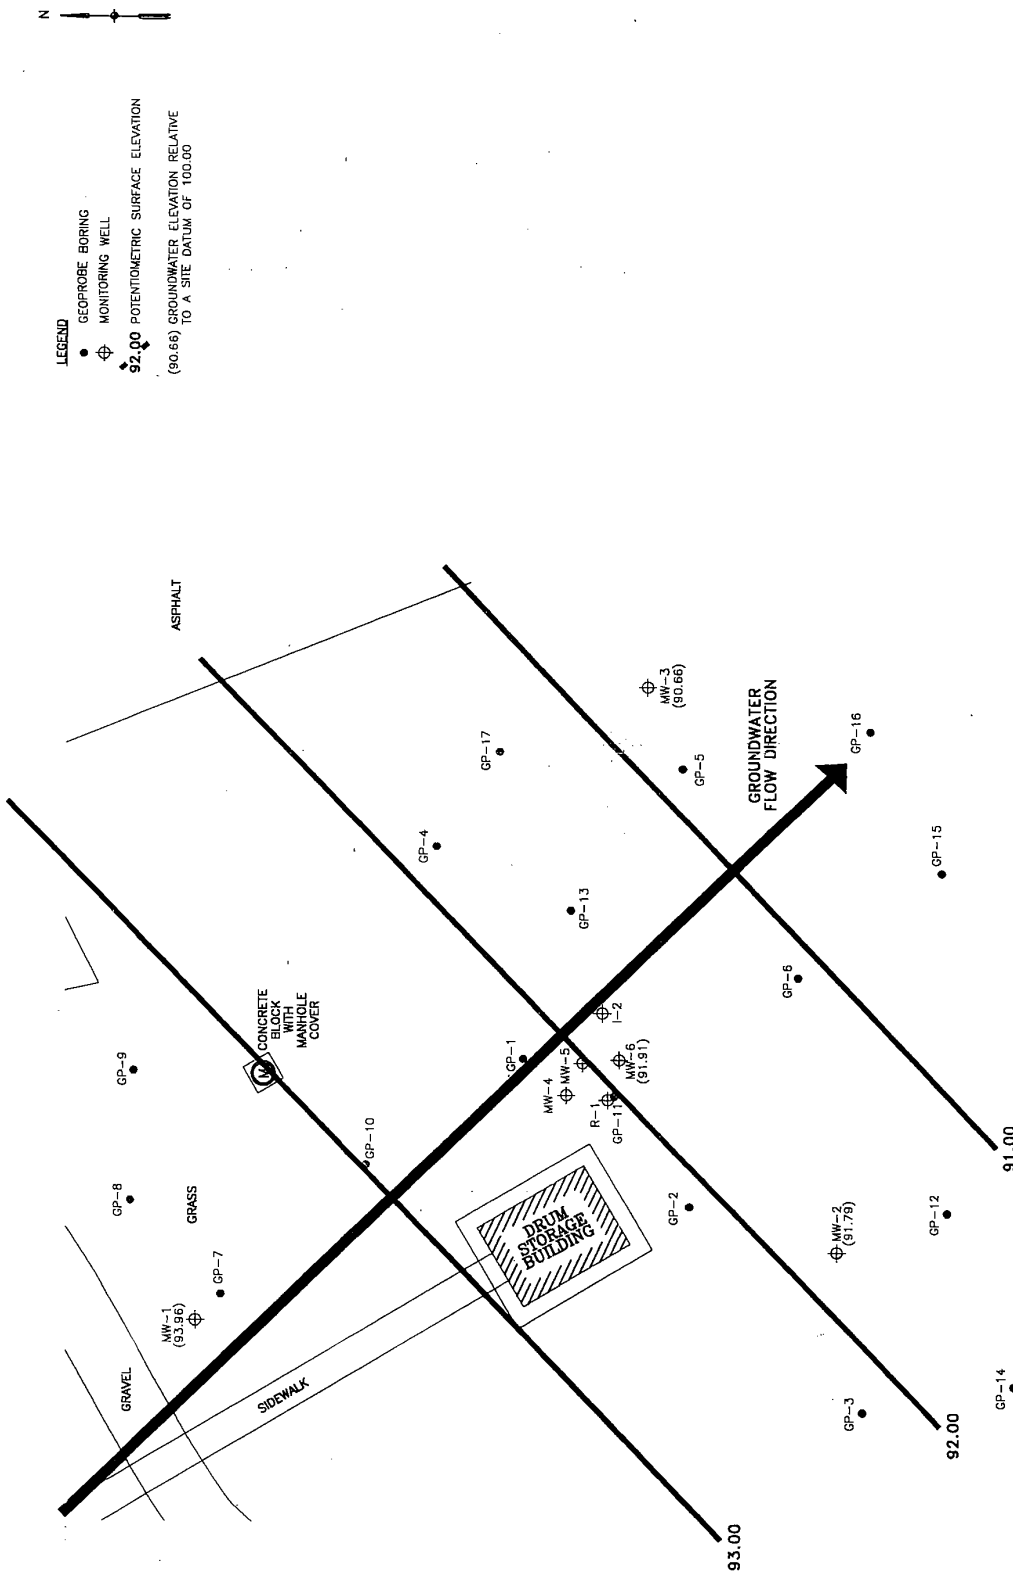 N
LEGEND
GEOPROBE BORING
MONITORING WELL
92.00 POTENTIOMETRIC SURFACE ELEVATION
(90.66) GROUNDWATER ELEVATION RELATIVE
TO A SITE DATUM OF 100.00
ASPHALT
GRAVEL
GRASS
SIDEWALK
MW-1
(93.96)
GP-7
GP-8
GP-9
CONCRETE
BLOCK
WITH
MANHOLE
COVER
M
GP-10
DRUM
STORAGE
BUILDING
GP-1
MW-4
MW-5
R-1
GP-11
MW-6
(91.91)
I-2
GP-4
GP-17
GP-13
MW-3
(90.66)
GP-5
GROUNDWATER
FLOW DIRECTION
GP-16
GP-15
GP-6
GP-2
MW-2
(91.79)
GP-12
GP-3
GP-14
93.00
92.00
91.00